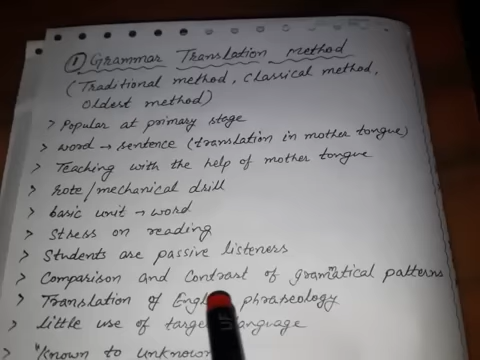 ① Grammar Translation Method
(Traditional method, Classical method,
Oldest method)
> Popular at primary stage
> word → sentence (translation in mother tongue)
> Teaching with the help of mother tongue
> Rote/mechanical drill
> basic unit → word
> Stress on reading
> Students are passive listeners
> Comparison and Contrast of grammatical patterns
> Translation of English phraseology
> little use of target language
> "Known to Unknown